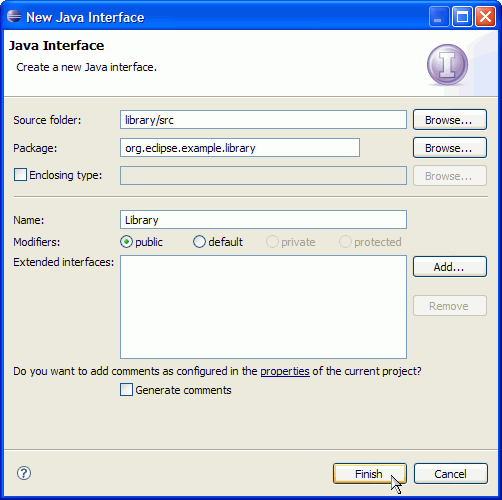 New Java Interface
Java Interface
Create a new Java interface.
Source folder: library/src Browse...
Package: org.eclipse.example.library Browse...
Enclosing type: Browse...
Name: Library
Modifiers: public default private protected
Extended interfaces: Add...
Remove
Do you want to add comments as configured in the properties of the current project?
Generate comments
? Finish Cancel